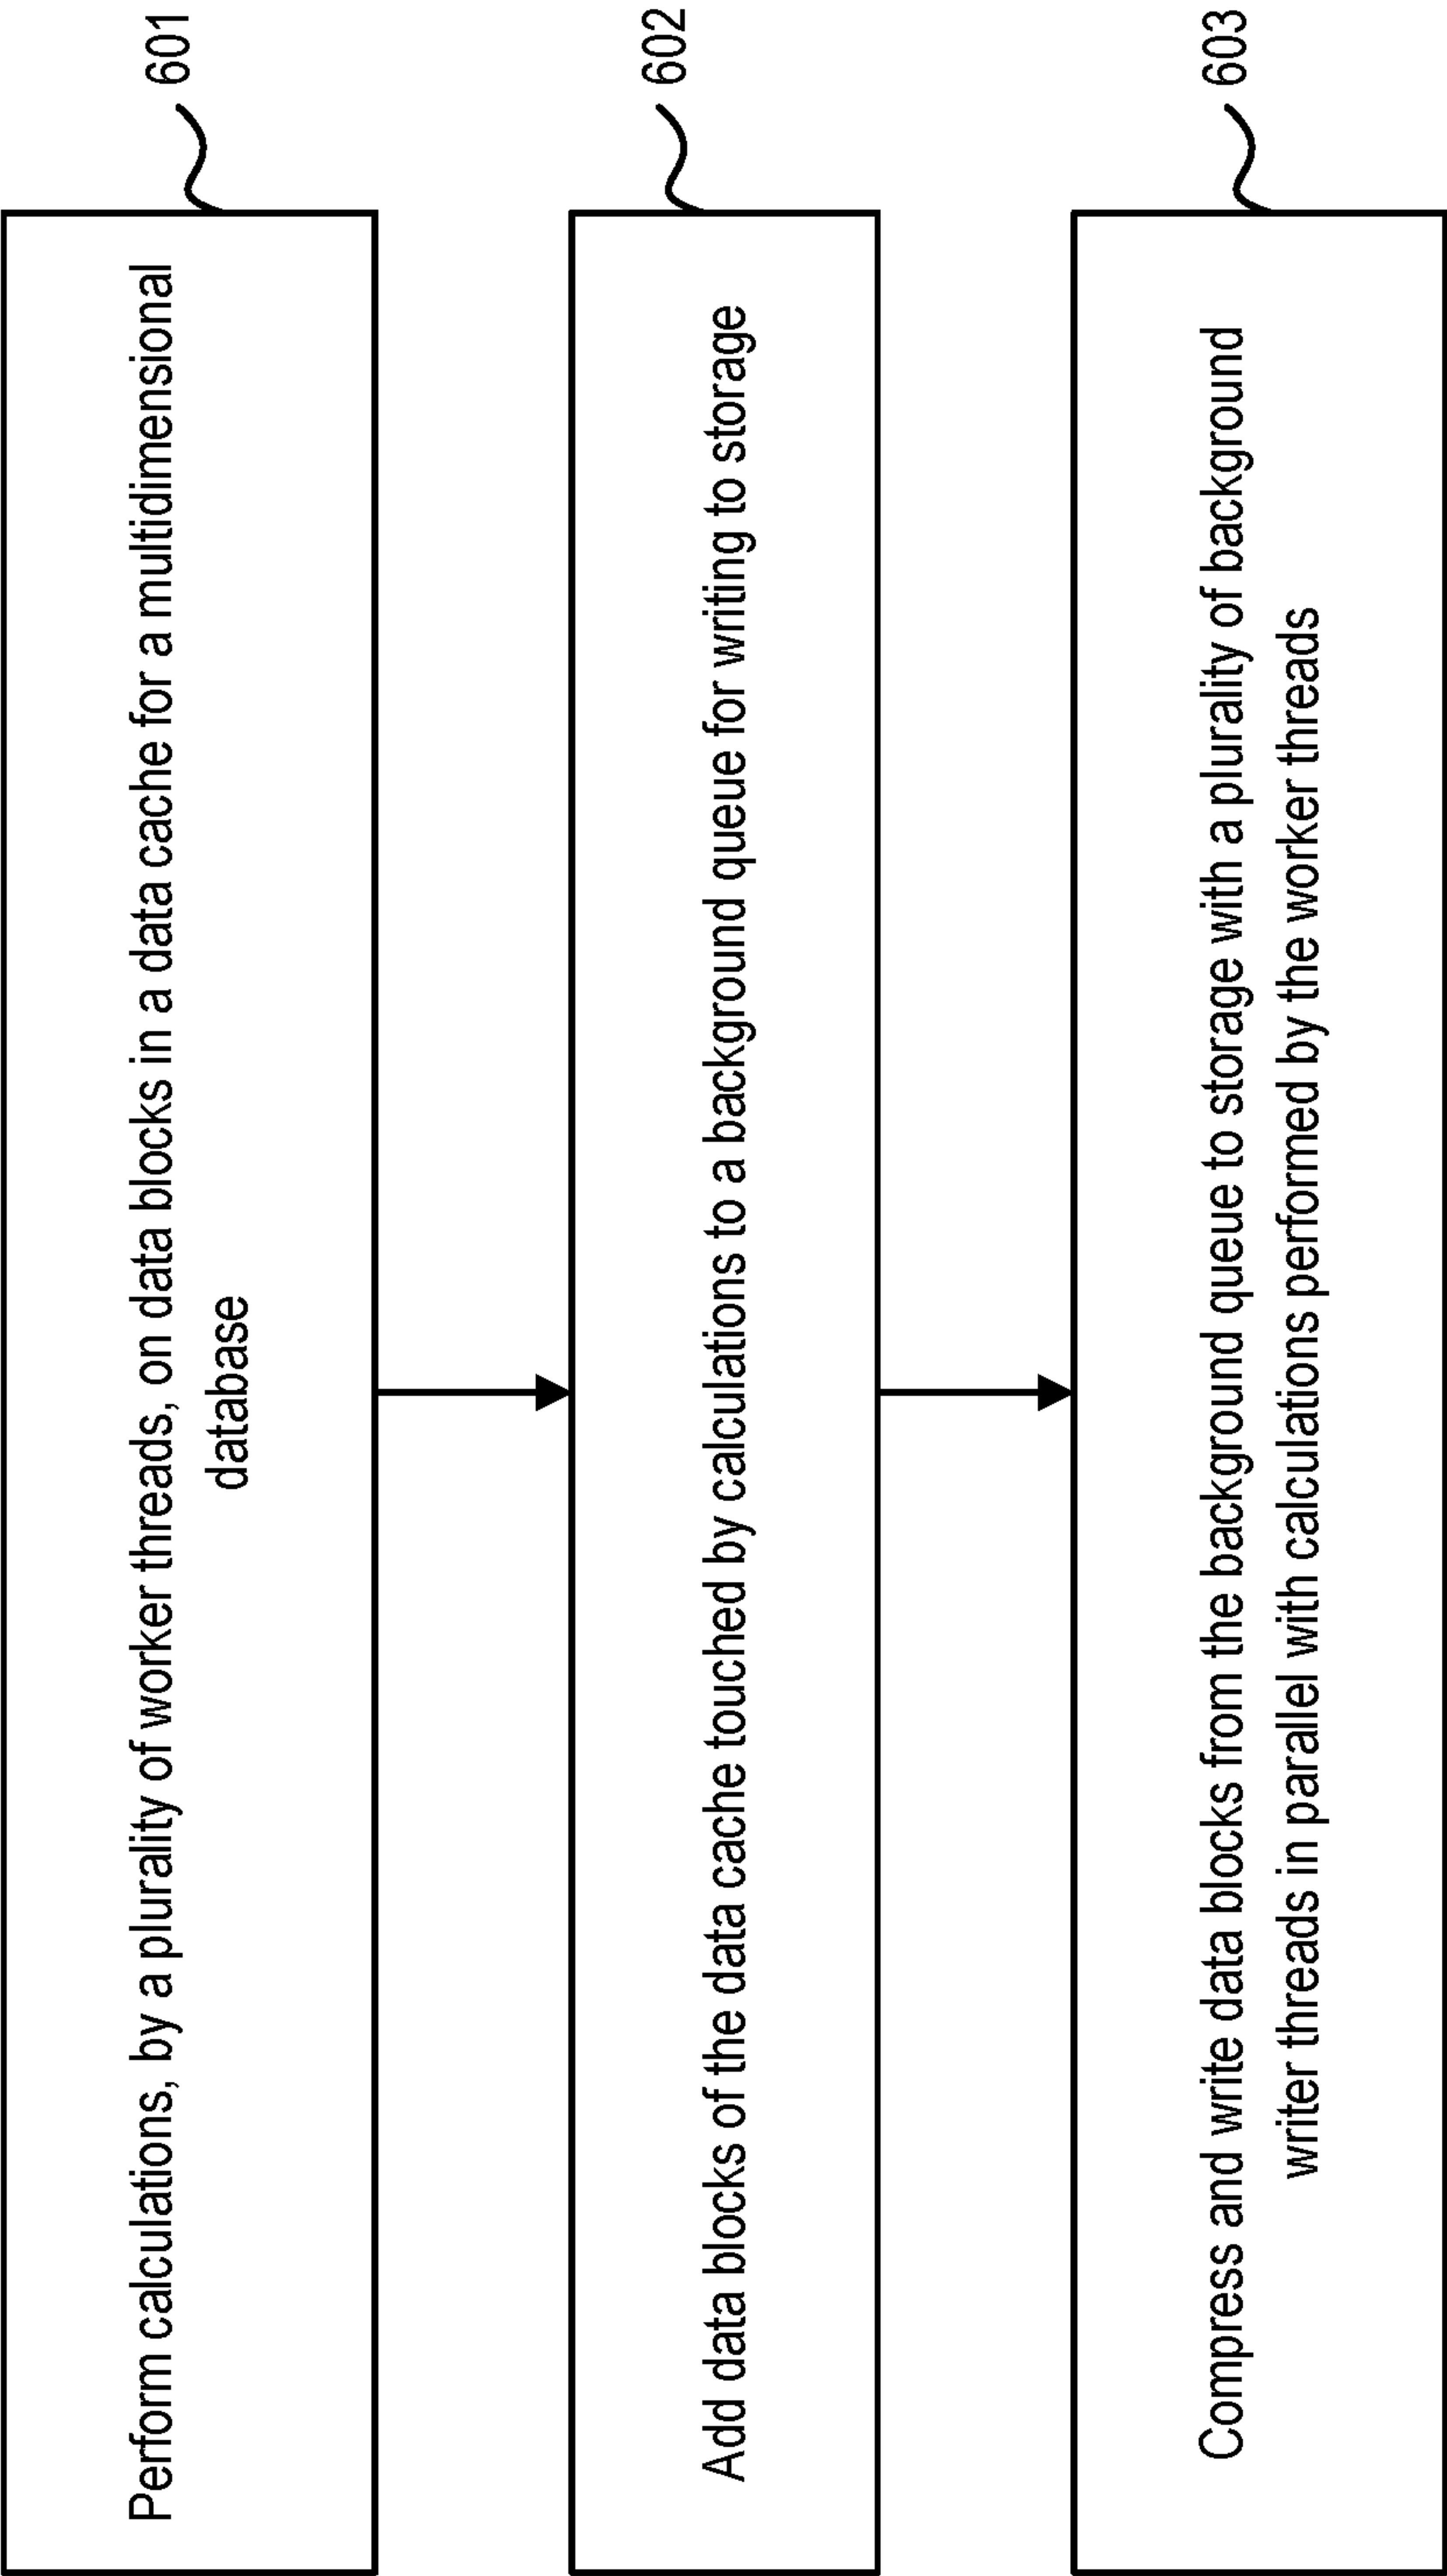 Perform calculations, by a plurality of worker threads, on data blocks in a data cache for a multidimensional
database
601
Add data blocks of the data cache touched by calculations to a background queue for writing to storage
602
Compress and write data blocks from the background queue to storage with a plurality of background
writer threads in parallel with calculations performed by the worker threads
603